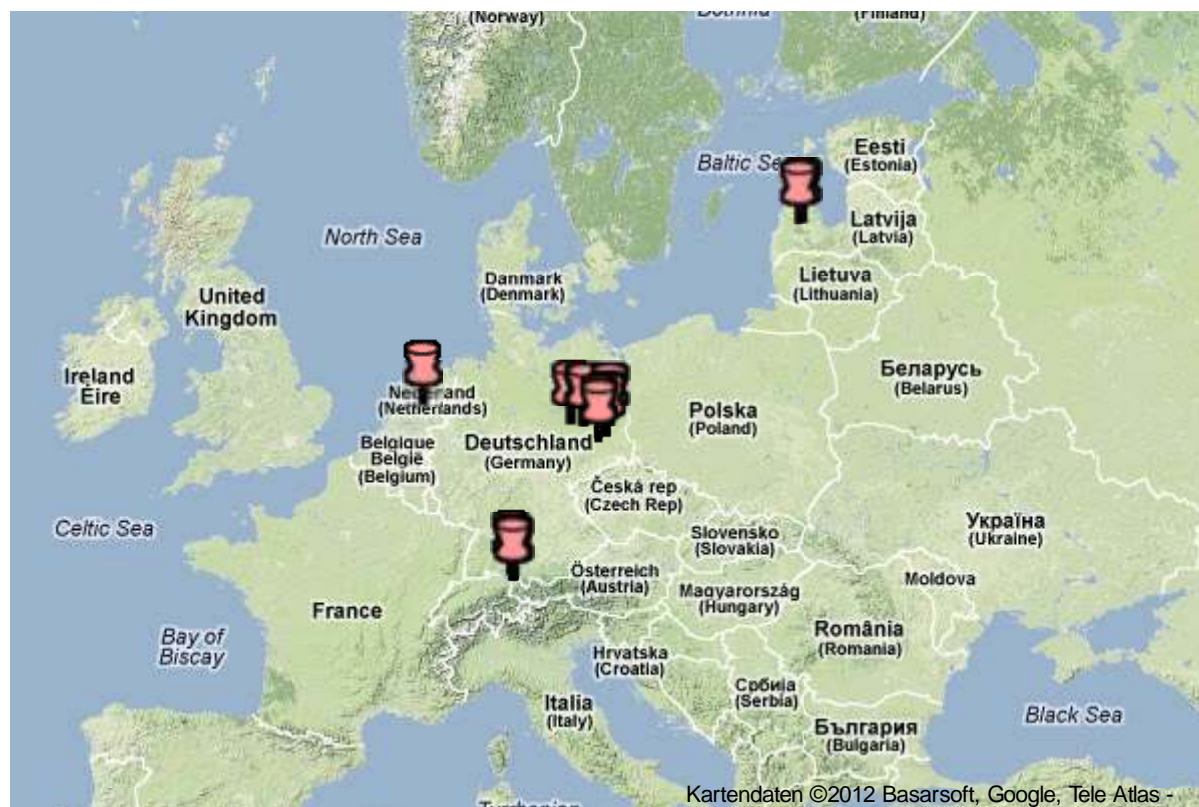 (Norway)
Bothnia
(Finland)
Eesti
(Estonia)
Baltic Se
Latvija
(Latvia)
North Sea
Danmark
(Denmark)
Lietuva
(Lithuania)
United
Kingdom
Ireland
Éire
Беларусь
(Belarus)
(Netherlands)
Polska
(Poland)
Belgique
België
(Belgium)
Deutschland
(Germany)
Česká rep
(Czech Rep)
Celtic Sea
Україна
(Ukraine)
Slovensko
(Slovakia)
Österreich
(Austria)
Magyarország
(Hungary)
Moldova
France
România
(Romania)
Bay of
Biscay
Hrvatska
(Croatia)
Србија
(Serbia)
Italia
(Italy)
Black Sea
България
(Bulgaria)
Tyrrhenian
Kartendaten ©2012 Basarsoft, Google, Tele Atlas -